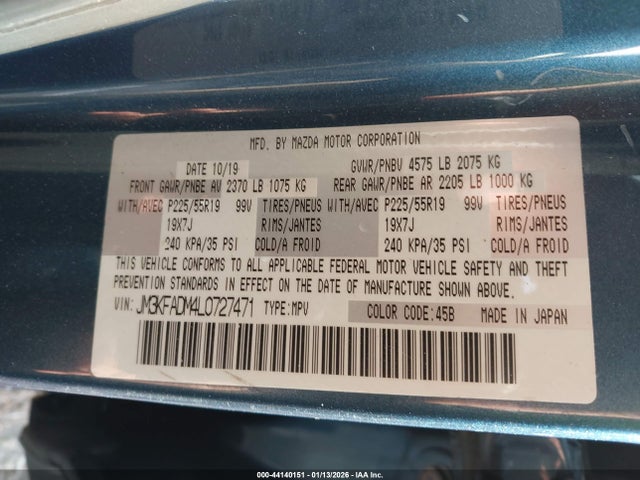 MFD. BY MAZDA MOTOR CORPORATION
DATE 10/19 GVWR/PNBV 4575 LB 2075 KG
FRONT GAWR/PNBE AV 2370 LB 1075 KG REAR GAWR/PNBE AR 2205 LB 1000 KG
WITH/AVEC P225/55R19 99V TIRES/PNEUS WITH/AVEC P225/55R19 99V TIRES/PNEUS
19X7J RIMS/JANTES 19X7J RIMS/JANTES
240 KPA/35 PSI COLD/A FROID 240 KPA/35 PSI COLD/A FROID
THIS VEHICLE CONFORMS TO ALL APPLICABLE FEDERAL MOTOR VEHICLE SAFETY AND THEFT
PREVENTION STANDARDS IN EFFECT ON THE DATE OF MANUFACTURE SHOWN ABOVE.
VIN: JM3KFADM4L0727471 TYPE:MPV COLOR CODE:45B MADE IN JAPAN
000-44140151 - 01/13/2026 - IAA Inc.